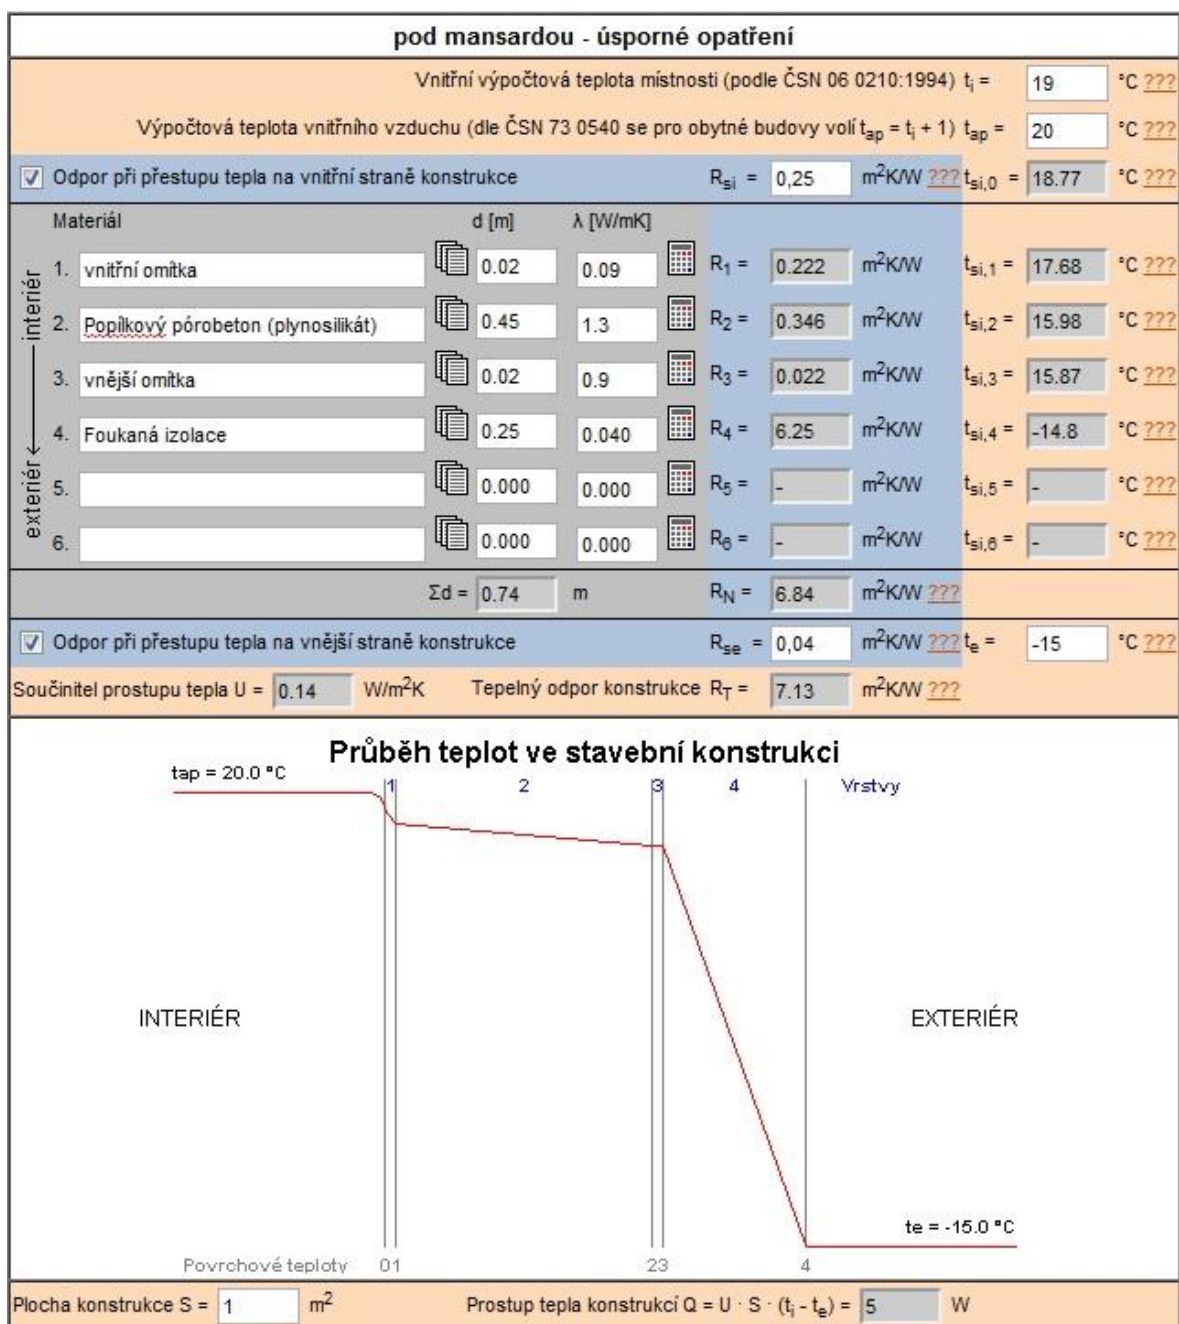 pod mansardou - úsporné opatření
Vnitřní výpočtová teplota místnosti (podle ČSN 06 0210:1994) ti = 19 °C ???
Výpočtová teplota vnitřního vzduchu (dle ČSN 73 0540 se pro obytné budovy volí tap = ti + 1) tap = 20 °C ???
Odpor při přestupu tepla na vnitřní straně konstrukce Rsi = 0,25 m²K/W ??? tsi,0 = 18.77 °C ???
Materiál d [m] λ [W/mK]
interiér
exteriér
1. vnitřní omítka 0.02 0.09 R1 = 0.222 m²K/W tsi,1 = 17.68 °C ???
2. Popílkový pórobeton (plynosilikát) 0.45 1.3 R2 = 0.346 m²K/W tsi,2 = 15.98 °C ???
3. vnější omítka 0.02 0.9 R3 = 0.022 m²K/W tsi,3 = 15.87 °C ???
4. Foukaná izolace 0.25 0.040 R4 = 6.25 m²K/W tsi,4 = -14.8 °C ???
5. 0.000 0.000 R5 = - m²K/W tsi,5 = - °C ???
6. 0.000 0.000 R6 = - m²K/W tsi,6 = - °C ???
Σd = 0.74 m RN = 6.84 m²K/W ???
Odpor při přestupu tepla na vnější straně konstrukce Rse = 0,04 m²K/W ??? te = -15 °C ???
Součinitel prostupu tepla U = 0.14 W/m²K Tepelný odpor konstrukce RT = 7.13 m²K/W ???
Průběh teplot ve stavební konstrukci
tap = 20.0 °C 1 2 3 4 Vrstvy
INTERIÉR EXTERIÉR
te = -15.0 °C
Povrchové teploty 01 23 4
Plocha konstrukce S = 1 m² Prostup tepla konstrukcí Q = U · S · (ti - te) = 5 W